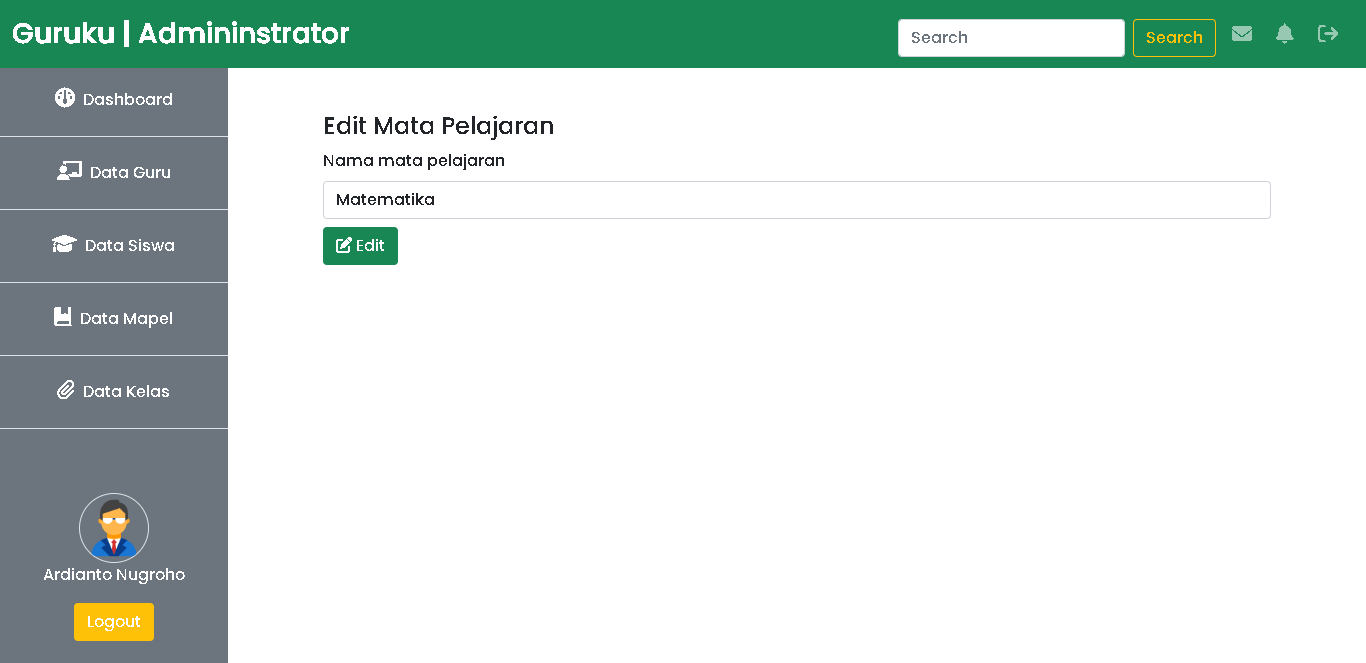 Guruku | Admininstrator
Search
Search
Dashboard
Data Guru
Data Siswa
Data Mapel
Data Kelas
Ardianto Nugroho
Logout
Edit Mata Pelajaran
Nama mata pelajaran
Matematika
Edit